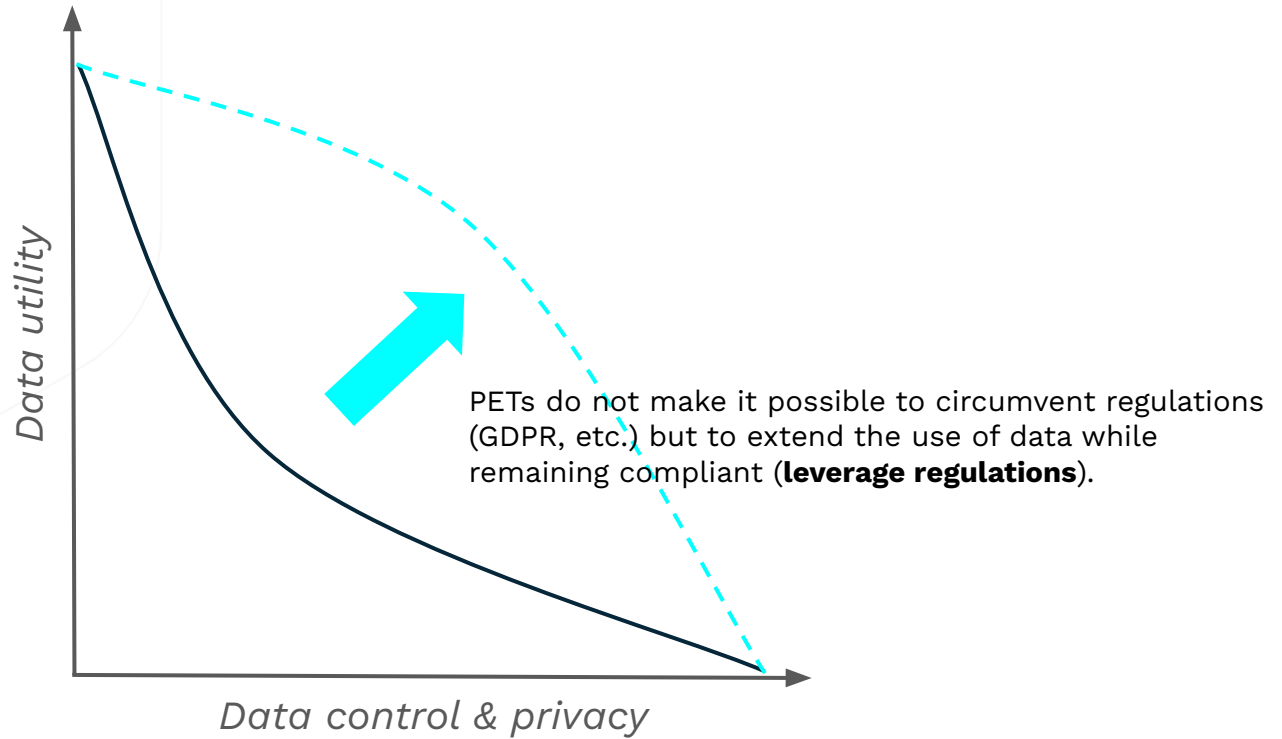 Data utility
PETs do not make it possible to circumvent regulations
(GDPR, etc.) but to extend the use of data while
remaining compliant (leverage regulations).
Data control & privacy